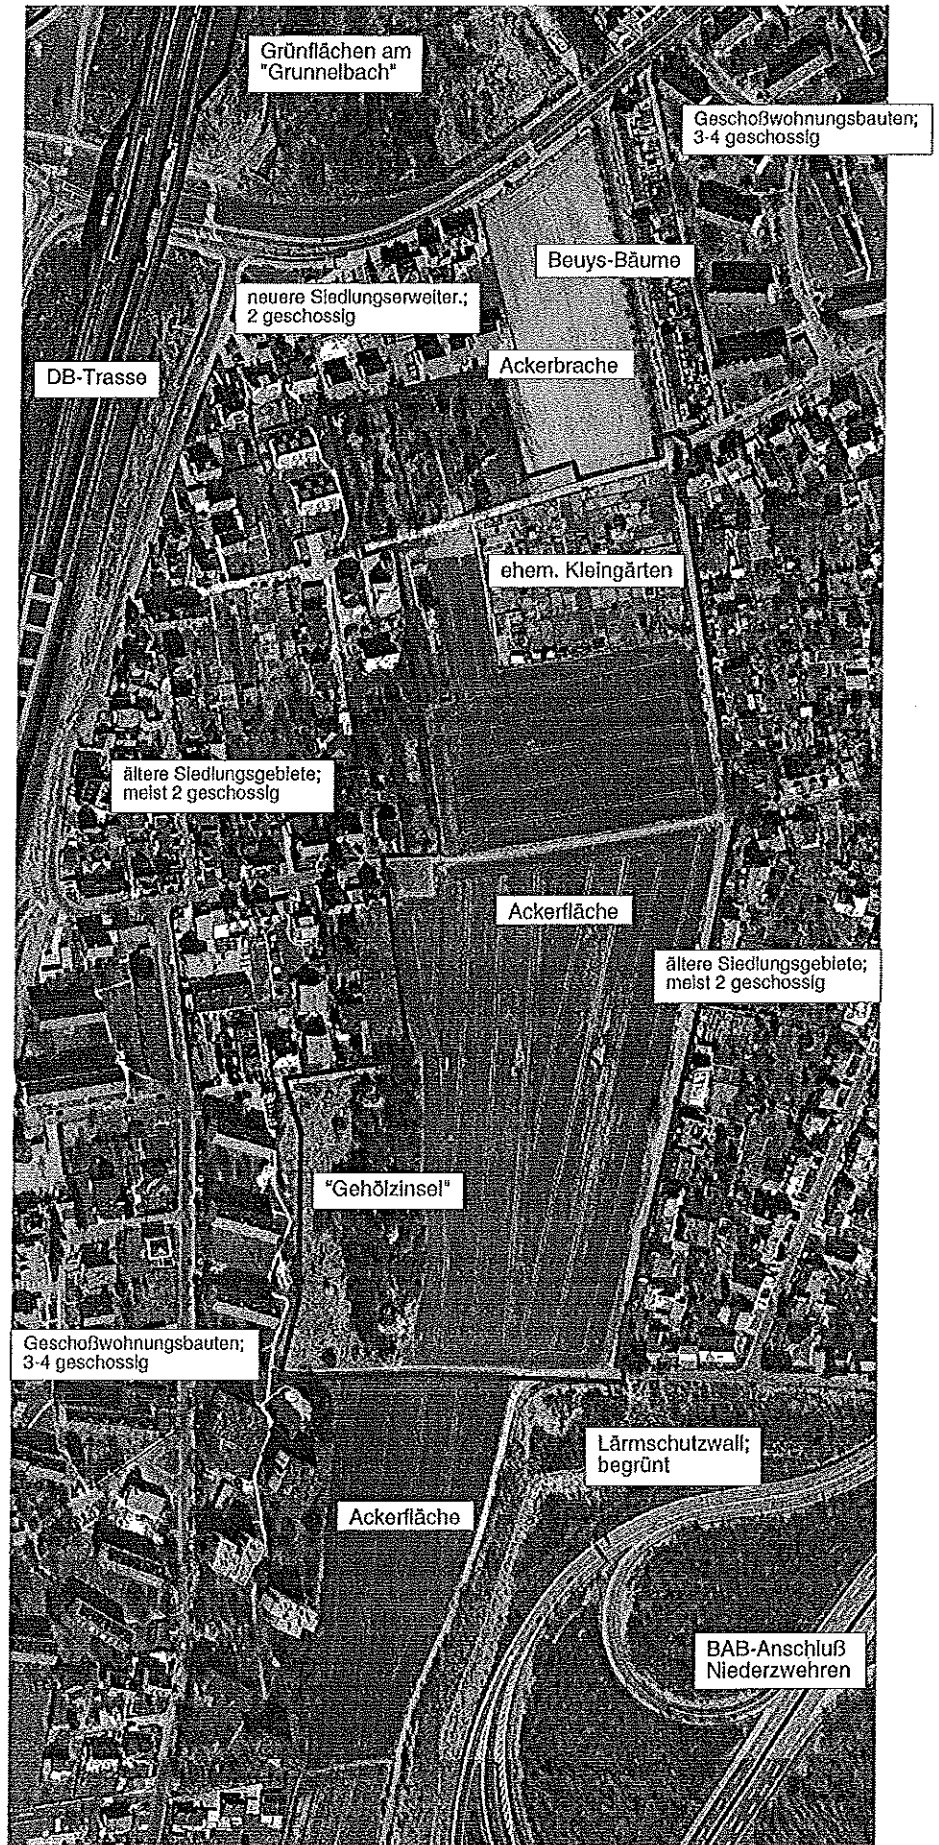 Grünflächen am
"Grunnelbach"
Geschoßwohnungsbauten;
3-4 geschossig
Beuys-Bäume
neuere Siedlungserweiter.;
2 geschossig
Ackerbrache
DB-Trasse
ehem. Kleingärten
ältere Siedlungsgebiete;
meist 2 geschossig
Ackerfläche
ältere Siedlungsgebiete;
meist 2 geschossig
"Gehölzinsel"
Geschoßwohnungsbauten;
3-4 geschossig
Lärmschutzwall;
begrünt
Ackerfläche
BAB-Anschluß
Niederzwehren